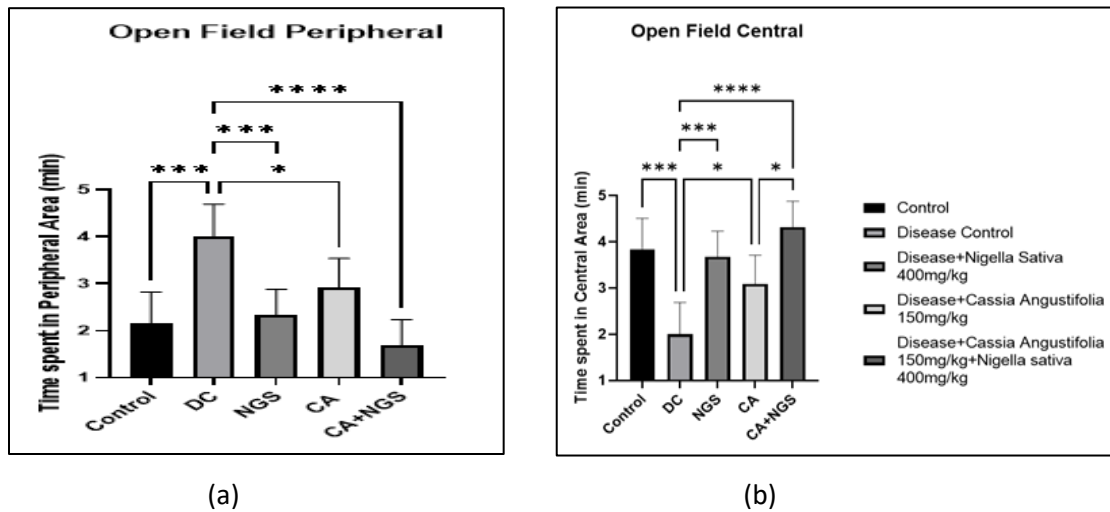 Open Field Peripheral
****
***
***
*
Time spent in Peripheral Area (min)
5
4
3
2
1
Control
DC
NGS
CA
CA+NGS
(a)
Open Field Central
****
***
***
*
*
Time spent in Central Area (min)
5
4
3
2
1
Control
DC
NGS
CA
CA+NGS
Control
Disease Control
Disease+Nigella Sativa
400mg/kg
Disease+Cassia Angustifolia
150mg/kg
Disease+Cassia Angustifolia
150mg/kg+Nigella sativa
400mg/kg
(b)